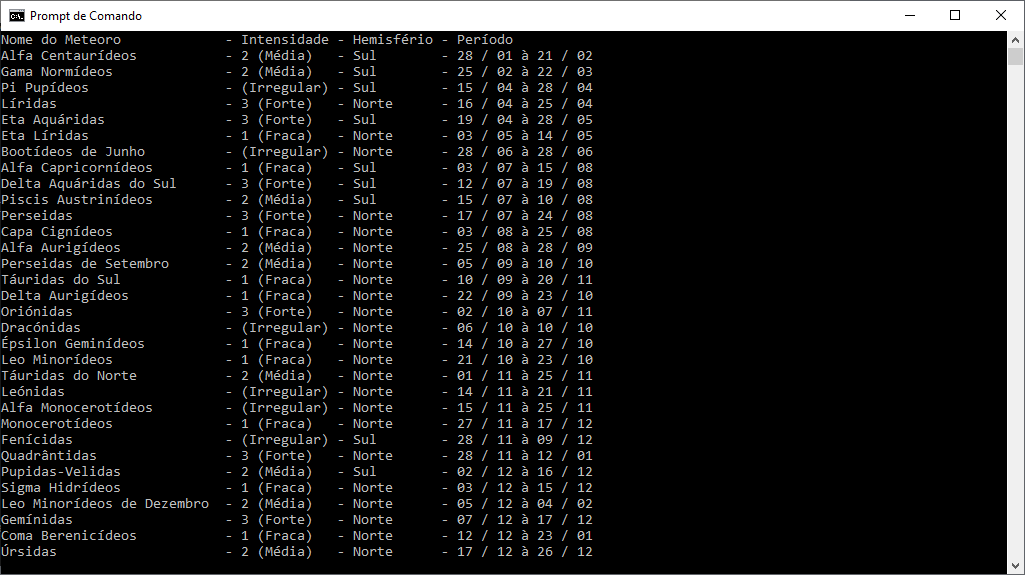 Prompt de Comando
Nome do Meteoro             - Intensidade - Hemisfério - Período
Alfa Centaurídeos           - 2 (Média)   - Sul        - 28 / 01 à 21 / 02
Gama Normídeos              - 2 (Média)   - Sul        - 25 / 02 à 22 / 03
Pi Pupídeos                 - (Irregular) - Sul        - 15 / 04 à 28 / 04
Líridas                     - 3 (Forte)   - Norte      - 16 / 04 à 25 / 04
Eta Aquáridas               - 3 (Forte)   - Sul        - 19 / 04 à 28 / 05
Eta Líridas                 - 1 (Fraca)   - Norte      - 03 / 05 à 14 / 05
Bootídeos de Junho          - (Irregular) - Norte      - 28 / 06 à 28 / 06
Alfa Capricornídeos         - 1 (Fraca)   - Sul        - 03 / 07 à 15 / 08
Delta Aquáridas do Sul      - 3 (Forte)   - Sul        - 12 / 07 à 19 / 08
Piscis Austrinídeos         - 2 (Média)   - Sul        - 15 / 07 à 10 / 08
Perseidas                   - 3 (Forte)   - Norte      - 17 / 07 à 24 / 08
Capa Cignídeos              - 1 (Fraca)   - Norte      - 03 / 08 à 25 / 08
Alfa Aurigídeos             - 2 (Média)   - Norte      - 25 / 08 à 28 / 09
Perseidas de Setembro       - 2 (Média)   - Norte      - 05 / 09 à 10 / 10
Táuridas do Sul             - 1 (Fraca)   - Norte      - 10 / 09 à 20 / 11
Delta Aurigídeos            - 1 (Fraca)   - Norte      - 22 / 09 à 23 / 10
Oriónidas                   - 3 (Forte)   - Norte      - 02 / 10 à 07 / 11
Dracónidas                  - (Irregular) - Norte      - 06 / 10 à 10 / 10
Épsilon Geminídeos          - 1 (Fraca)   - Norte      - 14 / 10 à 27 / 10
Leo Minorídeos              - 1 (Fraca)   - Norte      - 21 / 10 à 23 / 10
Táuridas do Norte           - 2 (Média)   - Norte      - 01 / 11 à 25 / 11
Leónidas                    - (Irregular) - Norte      - 14 / 11 à 21 / 11
Alfa Monocerotídeos         - (Irregular) - Norte      - 15 / 11 à 25 / 11
Monocerotídeos              - 1 (Fraca)   - Norte      - 27 / 11 à 17 / 12
Fenícidas                   - (Irregular) - Sul        - 28 / 11 à 09 / 12
Quadrântidas                - 3 (Forte)   - Norte      - 28 / 11 à 12 / 01
Pupidas-Velidas             - 2 (Média)   - Sul        - 02 / 12 à 16 / 12
Sigma Hidrídeos             - 1 (Fraca)   - Norte      - 03 / 12 à 15 / 12
Leo Minorídeos de Dezembro  - 2 (Média)   - Norte      - 05 / 12 à 04 / 02
Gemínidas                   - 3 (Forte)   - Norte      - 07 / 12 à 17 / 12
Coma Berenicídeos           - 1 (Fraca)   - Norte      - 12 / 12 à 23 / 01
Úrsidas                     - 2 (Média)   - Norte      - 17 / 12 à 26 / 12